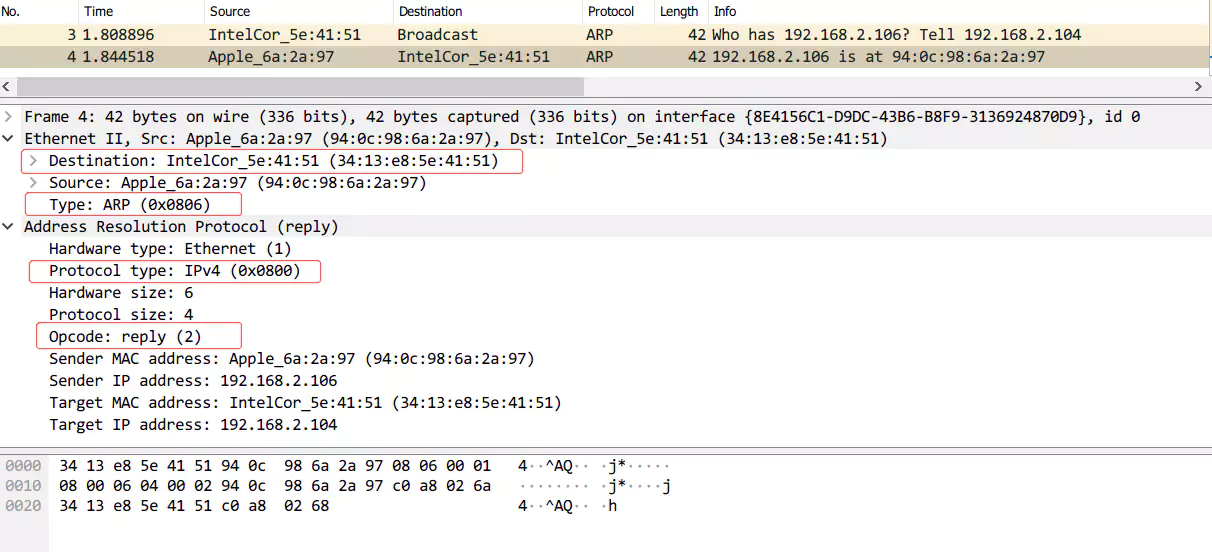 No. Time Source Destination Protocol Length Info
3 1.808896 IntelCor_5e:41:51 Broadcast ARP 42 Who has 192.168.2.106? Tell 192.168.2.104
4 1.844518 Apple_6a:2a:97 IntelCor_5e:41:51 ARP 42 192.168.2.106 is at 94:0c:98:6a:2a:97
Frame 4: 42 bytes on wire (336 bits), 42 bytes captured (336 bits) on interface {8E4156C1-D9DC-43B6-B8F9-3136924870D9}, id 0
Ethernet II, Src: Apple_6a:2a:97 (94:0c:98:6a:2a:97), Dst: IntelCor_5e:41:51 (34:13:e8:5e:41:51)
Destination: IntelCor_5e:41:51 (34:13:e8:5e:41:51)
Source: Apple_6a:2a:97 (94:0c:98:6a:2a:97)
Type: ARP (0x0806)
Address Resolution Protocol (reply)
Hardware type: Ethernet (1)
Protocol type: IPv4 (0x0800)
Hardware size: 6
Protocol size: 4
Opcode: reply (2)
Sender MAC address: Apple_6a:2a:97 (94:0c:98:6a:2a:97)
Sender IP address: 192.168.2.106
Target MAC address: IntelCor_5e:41:51 (34:13:e8:5e:41:51)
Target IP address: 192.168.2.104
0000 34 13 e8 5e 41 51 94 0c 98 6a 2a 97 08 06 00 01 4··^AQ·· ·j*·····
0010 08 00 06 04 00 02 94 0c 98 6a 2a 97 c0 a8 02 6a ········ ·j*····j
0020 34 13 e8 5e 41 51 c0 a8 02 68 4··^AQ·· ·h